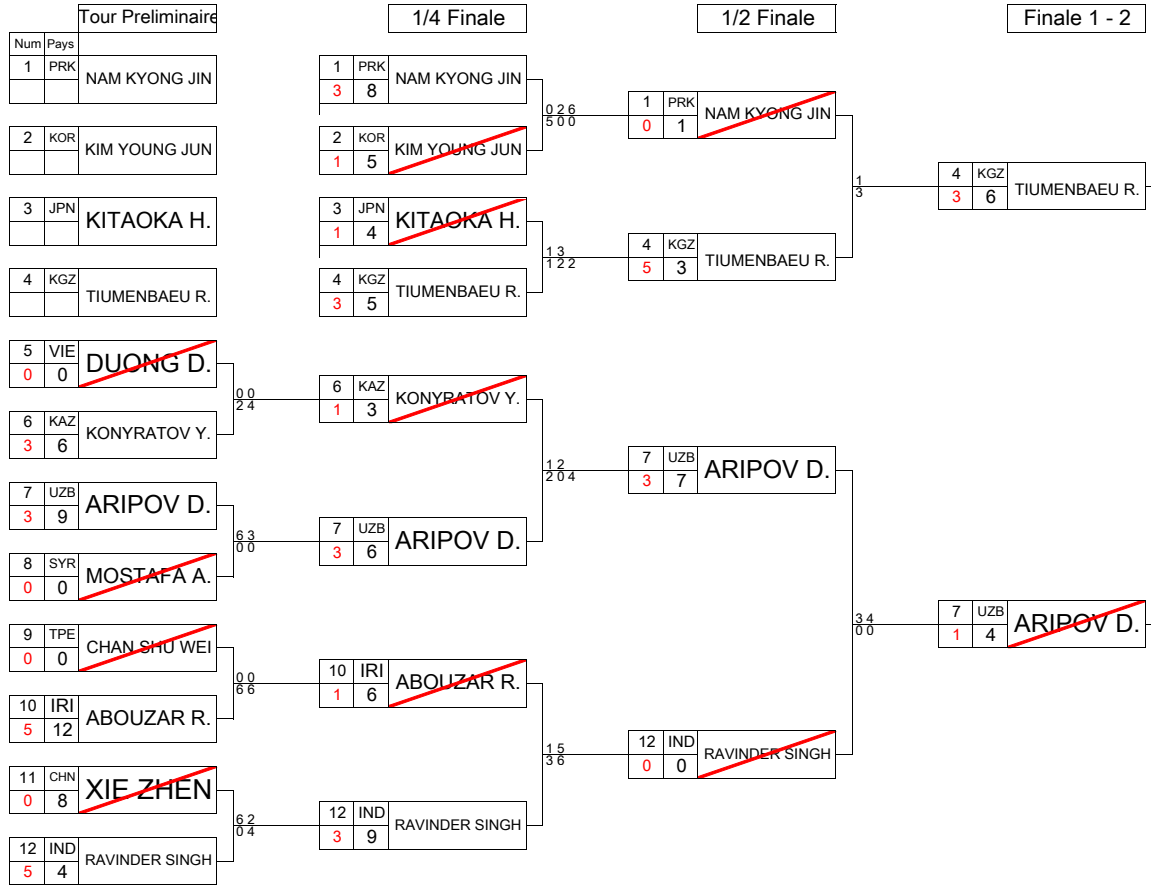 Tour Preliminaire
1/4 Finale
1/2 Finale
Finale 1 - 2
Num Pays
1 PRK NAM KYONG JIN
2 KOR KIM YOUNG JUN
3 JPN KITAOKA H.
4 KGZ TIUMENBAEU R.
5 VIE DUONG D.
0 0
0 0
2 4
6 KAZ KONYRATOV Y.
3 6
7 UZB ARIPOV D.
3 9
6 3
0 0
8 SYR MOSTAFA A.
0 0
9 TPE CHAN SHU WEI
0 0
0 0
6 6
10 IRI ABOUZAR R.
5 12
11 CHN XIE ZHEN
0 8
6 2
0 4
12 IND RAVINDER SINGH
5 4
1 PRK NAM KYONG JIN
3 8
0 2 6
5 0 0
2 KOR KIM YOUNG JUN
1 5
3 JPN KITAOKA H.
1 4
1 3
1 2 2
4 KGZ TIUMENBAEU R.
3 5
6 KAZ KONYRATOV Y.
1 3
1 2
2 0 4
7 UZB ARIPOV D.
3 6
10 IRI ABOUZAR R.
1 6
1 5
3 6
12 IND RAVINDER SINGH
3 9
1 PRK NAM KYONG JIN
0 1
1
3
4 KGZ TIUMENBAEU R.
5 3
7 UZB ARIPOV D.
3 7
3 4
0 0
12 IND RAVINDER SINGH
0 0
4 KGZ TIUMENBAEU R.
3 6
7 UZB ARIPOV D.
1 4